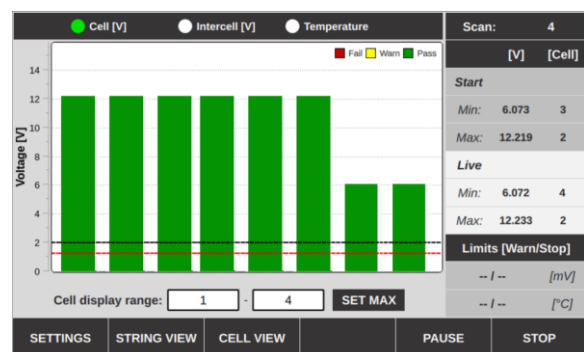 Cell [V] Intercell [V] Temperature
Fail Warn Pass
Voltage [V]
14
12
10
8
6
4
2
0
Cell display range: 1 - 4 SET MAX
Scan: 4
[V] [Cell]
Start
Min: 6.073 3
Max: 12.219 2
Live
Min: 6.072 4
Max: 12.233 2
Limits [Warn/Stop]
-- / -- [mV]
-- / -- [°C]
SETTINGS STRING VIEW CELL VIEW PAUSE STOP